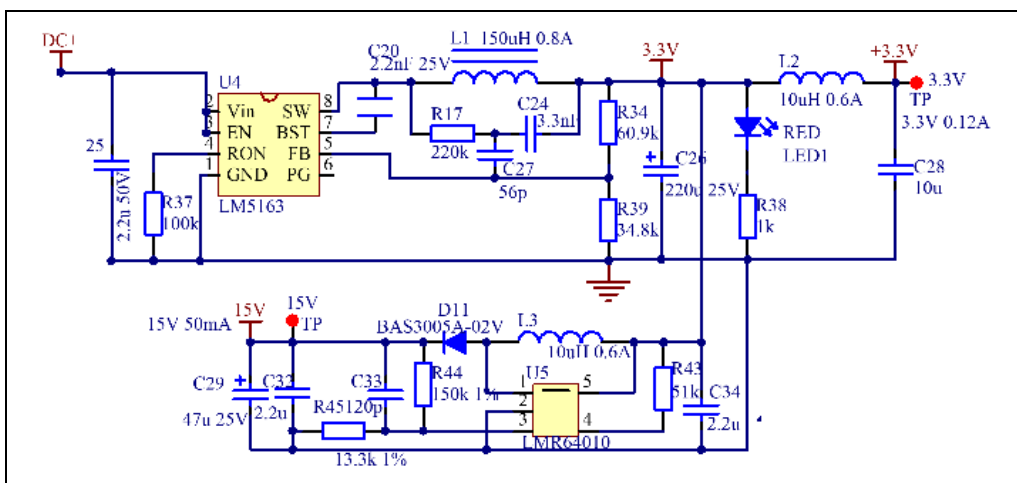 DC+
U4
Vin
EN
RON
GND
SW
BST
FB
PG
2
3
4
1
8
7
5
6
LM5163
25
2.2u 50V
R37
100k
C20
2.2nF 25V
L1 150uH 0.8A
R17
220k
C24
3.3nF
C27
56p
R34
60.9k
R39
34.8k
3.3V
C26
220u 25V
RED
LED1
R38
1k
L2
10uH 0.6A
+3.3V
3.3V
TP
3.3V 0.12A
C28
10u
15V 50mA
15V
15V
TP
C29
47u 25V
C32
2.2u
C33
120p
R45
13.3k 1%
R44
150k 1%
D11
BAS3005A-02V
L3
10uH 0.6A
U5
1
2
3
5
4
LMR64010
R43
51k
C34
2.2u